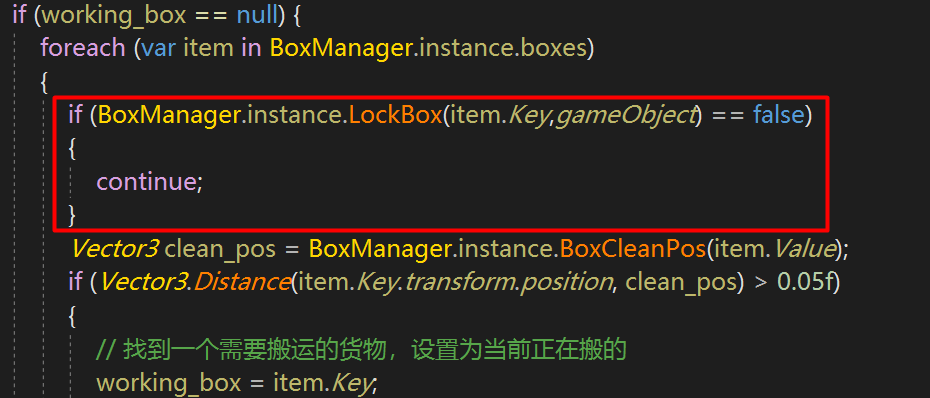 if (working_box == null) {
foreach (var item in BoxManager.instance.boxes)
{
if (BoxManager.instance.LockBox(item.Key,gameObject) == false)
{
continue;
}
Vector3 clean_pos = BoxManager.instance.BoxCleanPos(item.Value);
if (Vector3.Distance(item.Key.transform.position, clean_pos) > 0.05f)
{
// 找到一个需要搬运的货物，设置为当前正在搬的
working_box = item.Key;